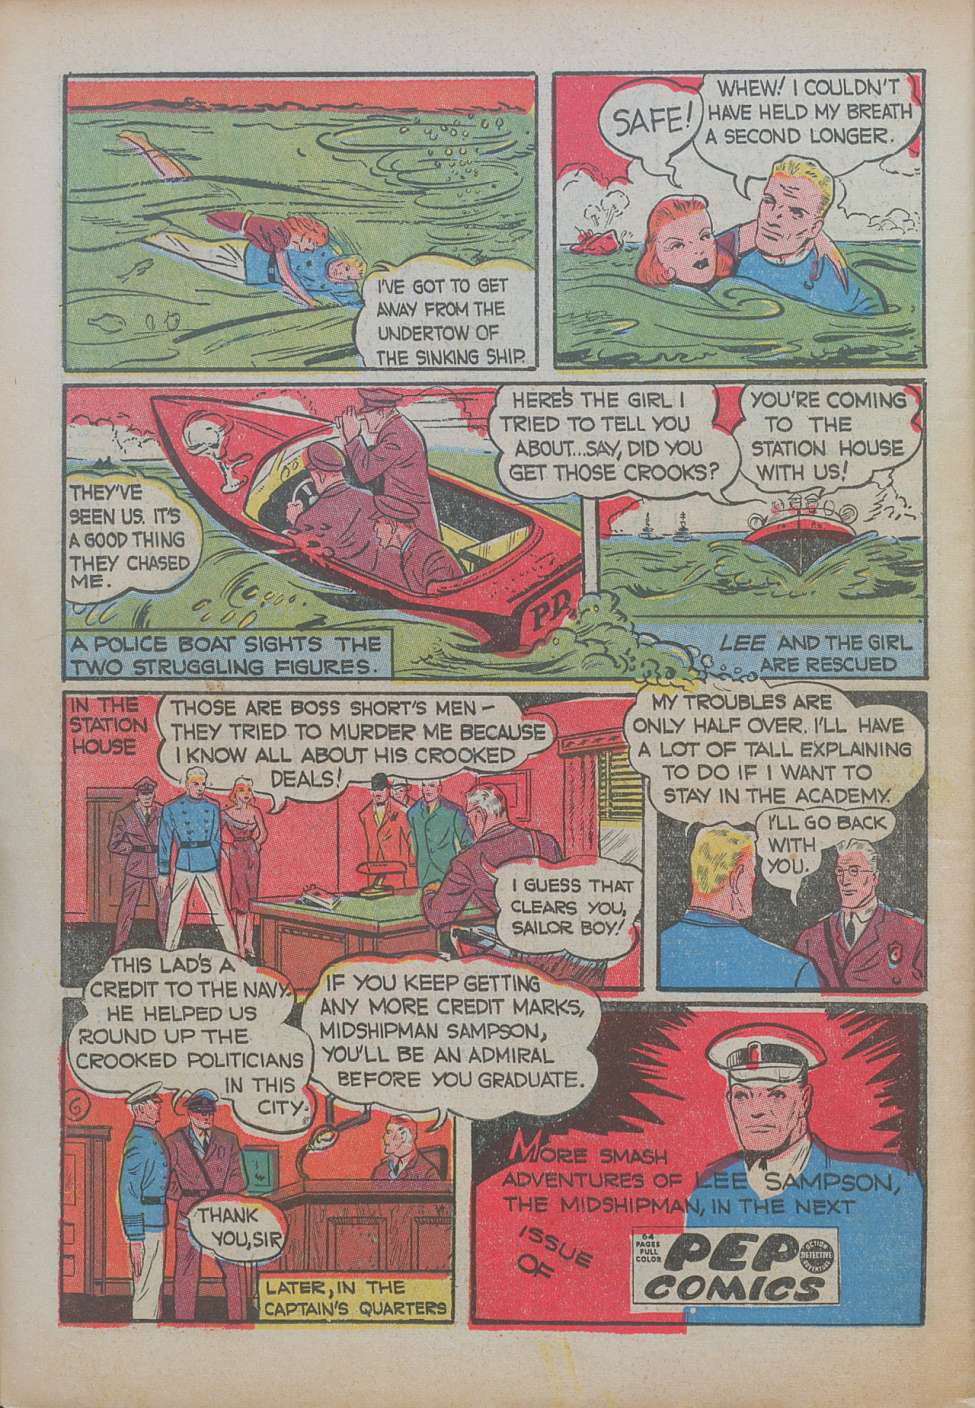 I'VE GOT TO GET
AWAY FROM THE
UNDERTOW OF
THE SINKING SHIP.
SAFE!
WHEW! I COULDN'T
HAVE HELD MY BREATH
A SECOND LONGER.
THEY'VE
SEEN US. IT'S
A GOOD THING
THEY CHASED
ME.
P.D.
A POLICE BOAT SIGHTS THE
TWO STRUGGLING FIGURES.
HERE'S THE GIRL I
TRIED TO TELL YOU
ABOUT...SAY, DID YOU
GET THOSE CROOKS?
YOU'RE COMING
TO THE
STATION HOUSE
WITH US!
LEE AND THE GIRL
ARE RESCUED
IN THE
STATION
HOUSE
THOSE ARE BOSS SHORT'S MEN -
THEY TRIED TO MURDER ME BECAUSE
I KNOW ALL ABOUT HIS CROOKED
DEALS!
I GUESS THAT
CLEARS YOU,
SAILOR BOY!
MY TROUBLES ARE
ONLY HALF OVER. I'LL HAVE
A LOT OF TALL EXPLAINING
TO DO IF I WANT TO
STAY IN THE ACADEMY.
I'LL GO BACK
WITH
YOU.
THIS LAD'S A
CREDIT TO THE NAVY.
HE HELPED US
ROUND UP THE
CROOKED POLITICIANS
IN THIS
CITY.
IF YOU KEEP GETTING
ANY MORE CREDIT MARKS,
MIDSHIPMAN SAMPSON,
YOU'LL BE AN ADMIRAL
BEFORE YOU GRADUATE.
6
THANK
YOU, SIR
LATER, IN THE
CAPTAIN'S QUARTERS
MORE SMASH
ADVENTURES OF LEE SAMPSON,
THE MIDSHIPMAN, IN THE NEXT
ISSUE
OF
64
PAGES
FULL
COLOR
PEP
COMICS
ACTION
DETECTIVE
ADVENTURE